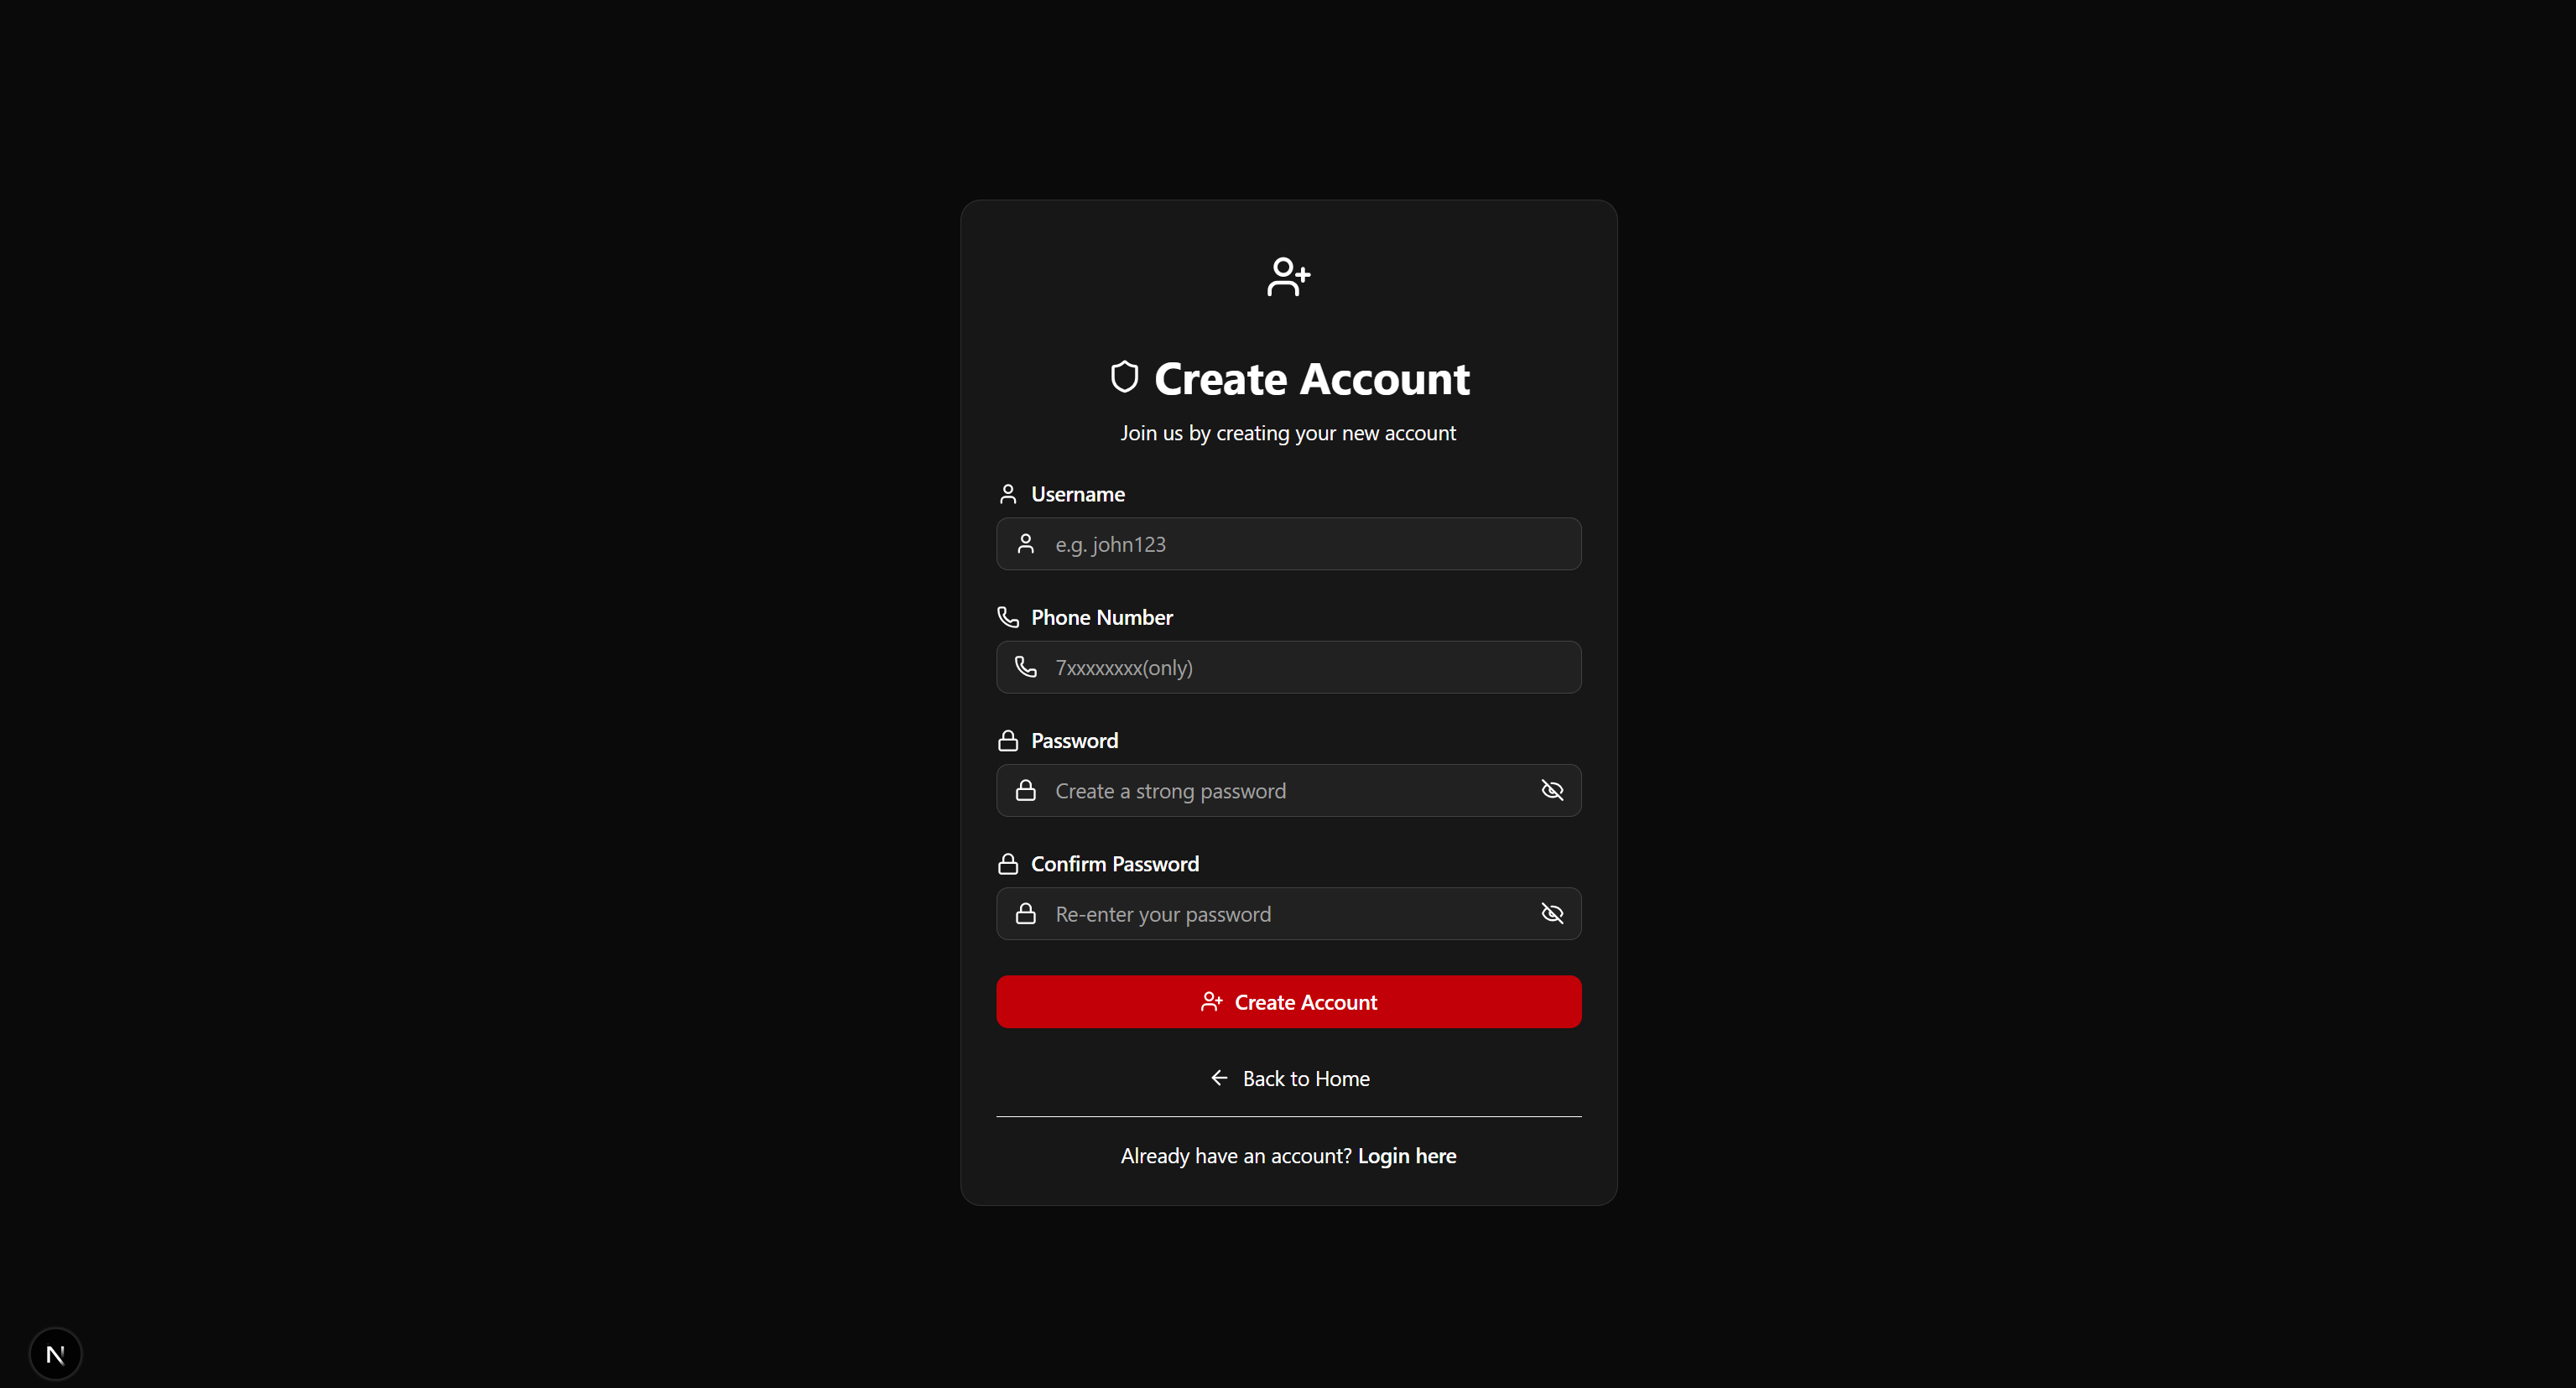 Create Account
Join us by creating your new account
Username
e.g. john123
Phone Number
7xxxxxxxx(only)
Password
Create a strong password
Confirm Password
Re-enter your password
Create Account
Back to Home
Already have an account? Login here
N